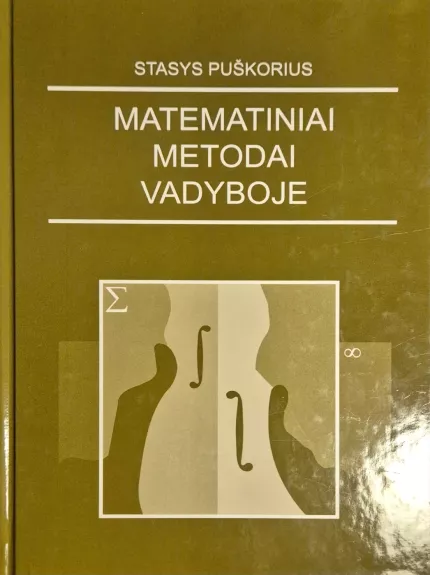 STASYS PUŠKORIUS
MATEMATINIAI
METODAI
VADYBOJE
Σ
∞